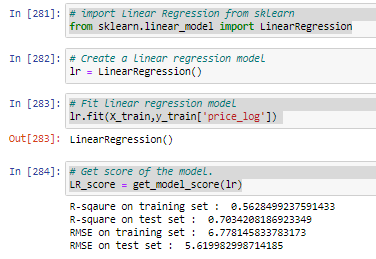 In [281]: # import Linear Regression from sklearn
from sklearn.linear_model import LinearRegression
In [282]: # Create a linear regression model
lr = LinearRegression()
In [283]: # Fit linear regression model
lr.fit(X_train,y_train['price_log'])
Out[283]: LinearRegression()
In [284]: # Get score of the model.
LR_score = get_model_score(lr)
R-sqaure on training set :  0.5628499237591433
R-square on test set :  0.7034208186923349
RMSE on training set :  6.778145833783173
RMSE on test set :  5.619982998714185